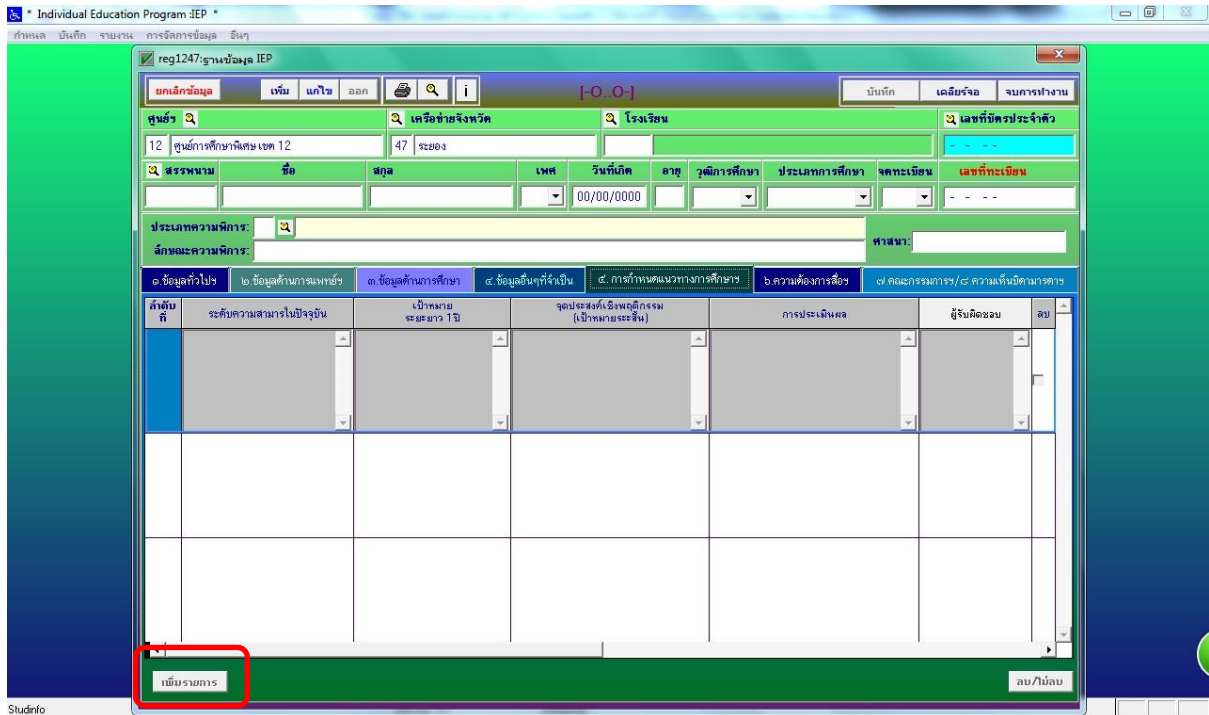 * Individual Education Program :IEP *
กำหนด บันทึก รายงาน การจัดการข้อมูล อื่นๆ
reg1247:ฐานข้อมูล IEP
ยกเลิกข้อมูล เพิ่ม แก้ไข ออก i [-O..O-] บันทึก เคลียร์จอ จบการทำงาน
ศูนย์ฯ เครือข่ายจังหวัด โรงเรียน เลขที่บัตรประจำตัว
12 ศูนย์การศึกษาพิเศษ เขต 12 47 ระยอง - - - -
สรรพนาม ชื่อ สกุล เพศ วันที่เกิด อายุ วุฒิการศึกษา ประเภทการศึกษา จดทะเบียน เลขที่ทะเบียน
00/00/0000 - - - -
ประเภทความพิการ:
ลักษณะความพิการ: ศาสนา:
๑.ข้อมูลทั่วไปฯ ๒.ข้อมูลด้านการแพทย์ฯ ๓.ข้อมูลด้านการศึกษา ๔.ข้อมูลอื่นๆที่จำเป็น ๕. การกำหนดแนวทางการศึกษาฯ ๖.ความต้องการสื่อฯ ๗.คณะกรรมการฯ/๘.ความเห็นบิดามารดาฯ
ลำดับที่ ระดับความสามารถในปัจจุบัน เป้าหมาย ระยะยาว 1ปี จุดประสงค์เชิงพฤติกรรม (เป้าหมายระยะสั้น) การประเมินผล ผู้รับผิดชอบ ลบ
เพิ่มรายการ ลบ/ไม่ลบ
Studinfo